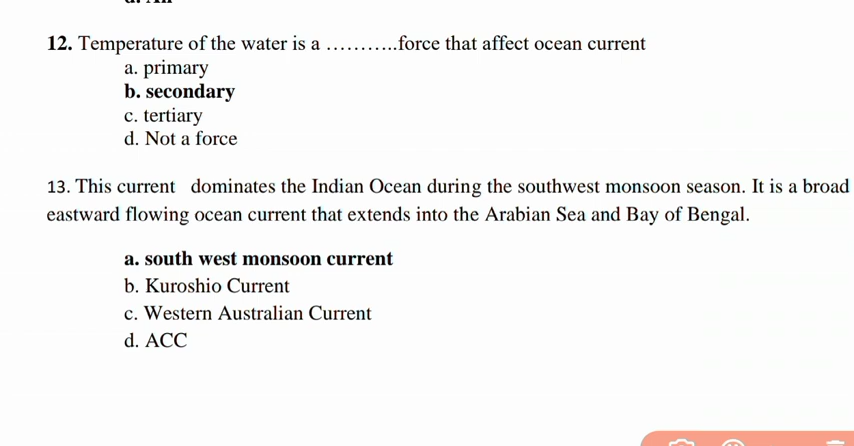 12. Temperature of the water is a ………..force that affect ocean current
a. primary
b. secondary
c. tertiary
d. Not a force
13. This current dominates the Indian Ocean during the southwest monsoon season. It is a broad
eastward flowing ocean current that extends into the Arabian Sea and Bay of Bengal.
a. south west monsoon current
b. Kuroshio Current
c. Western Australian Current
d. ACC